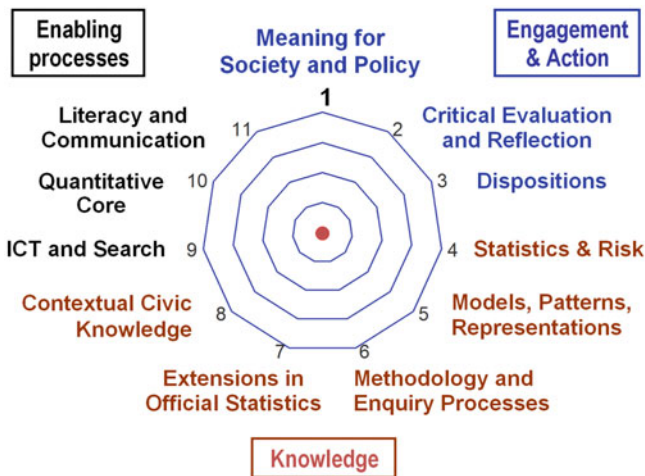 Enabling
processes
Meaning for
Society and Policy
Engagement
& Action
1
Literacy and
Communication
11
2
Critical Evaluation
and Reflection
Quantitative
Core
10
3
Dispositions
ICT and Search
9
4
Statistics & Risk
Contextual Civic
Knowledge
8
5
Models, Patterns,
Representations
7
6
Extensions in
Official Statistics
Methodology and
Enquiry Processes
Knowledge